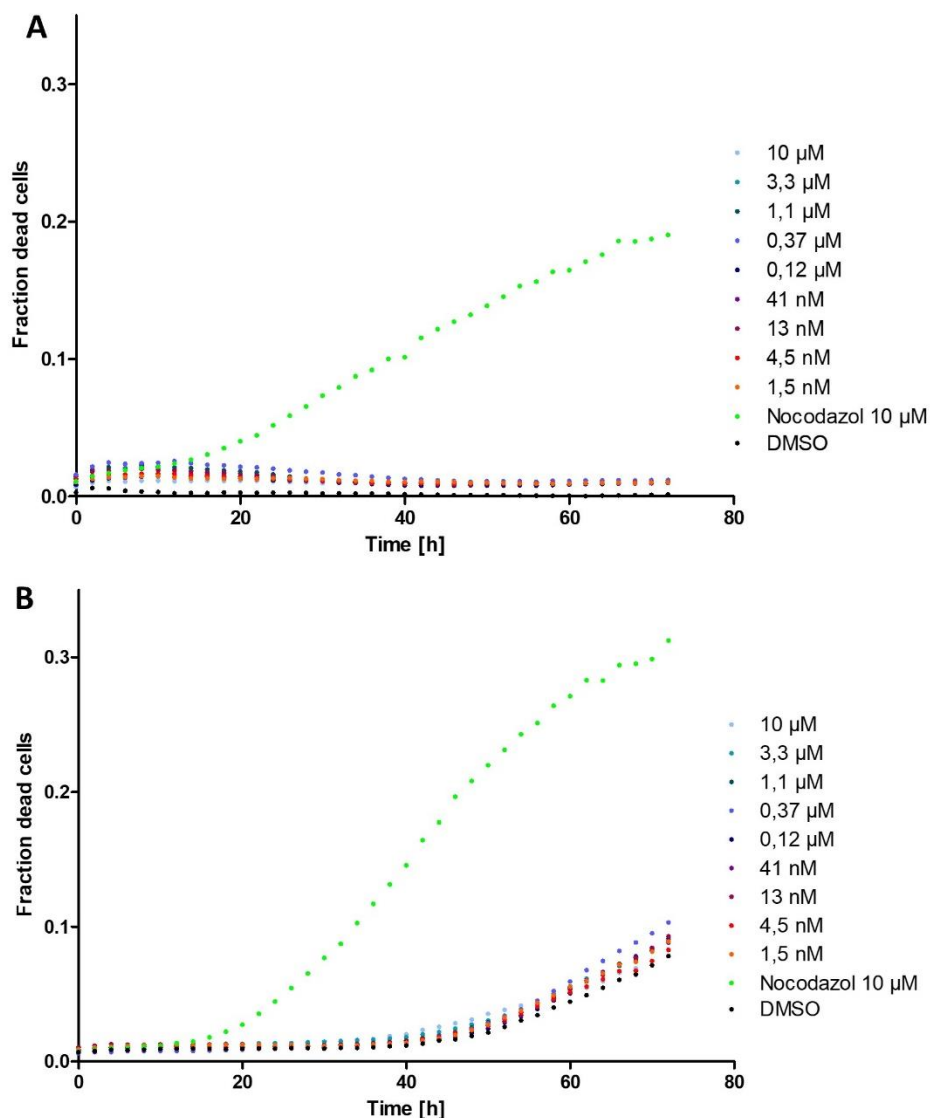 A
0.3
0.2
0.1
0.0
0
20
40
60
80
Fraction dead cells
Time [h]
10 µM
3,3 µM
1,1 µM
0,37 µM
0,12 µM
41 nM
13 nM
4,5 nM
1,5 nM
Nocodazol 10 µM
DMSO
B
0.3
0.2
0.1
0.0
0
20
40
60
80
Fraction dead cells
Time [h]
10 µM
3,3 µM
1,1 µM
0,37 µM
0,12 µM
41 nM
13 nM
4,5 nM
1,5 nM
Nocodazol 10 µM
DMSO